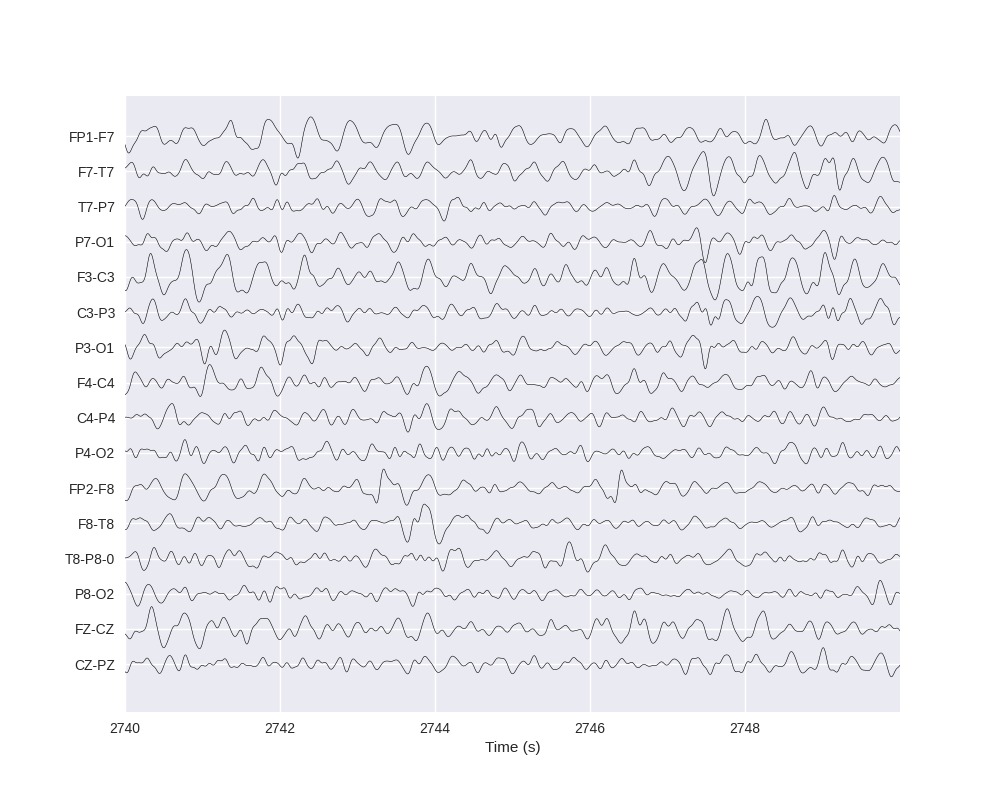 FP1-F7
F7-T7
T7-P7
P7-O1
F3-C3
C3-P3
P3-O1
F4-C4
C4-P4
P4-O2
FP2-F8
F8-T8
T8-P8-0
P8-O2
FZ-CZ
CZ-PZ
2740 2742 2744 2746 2748
Time (s)